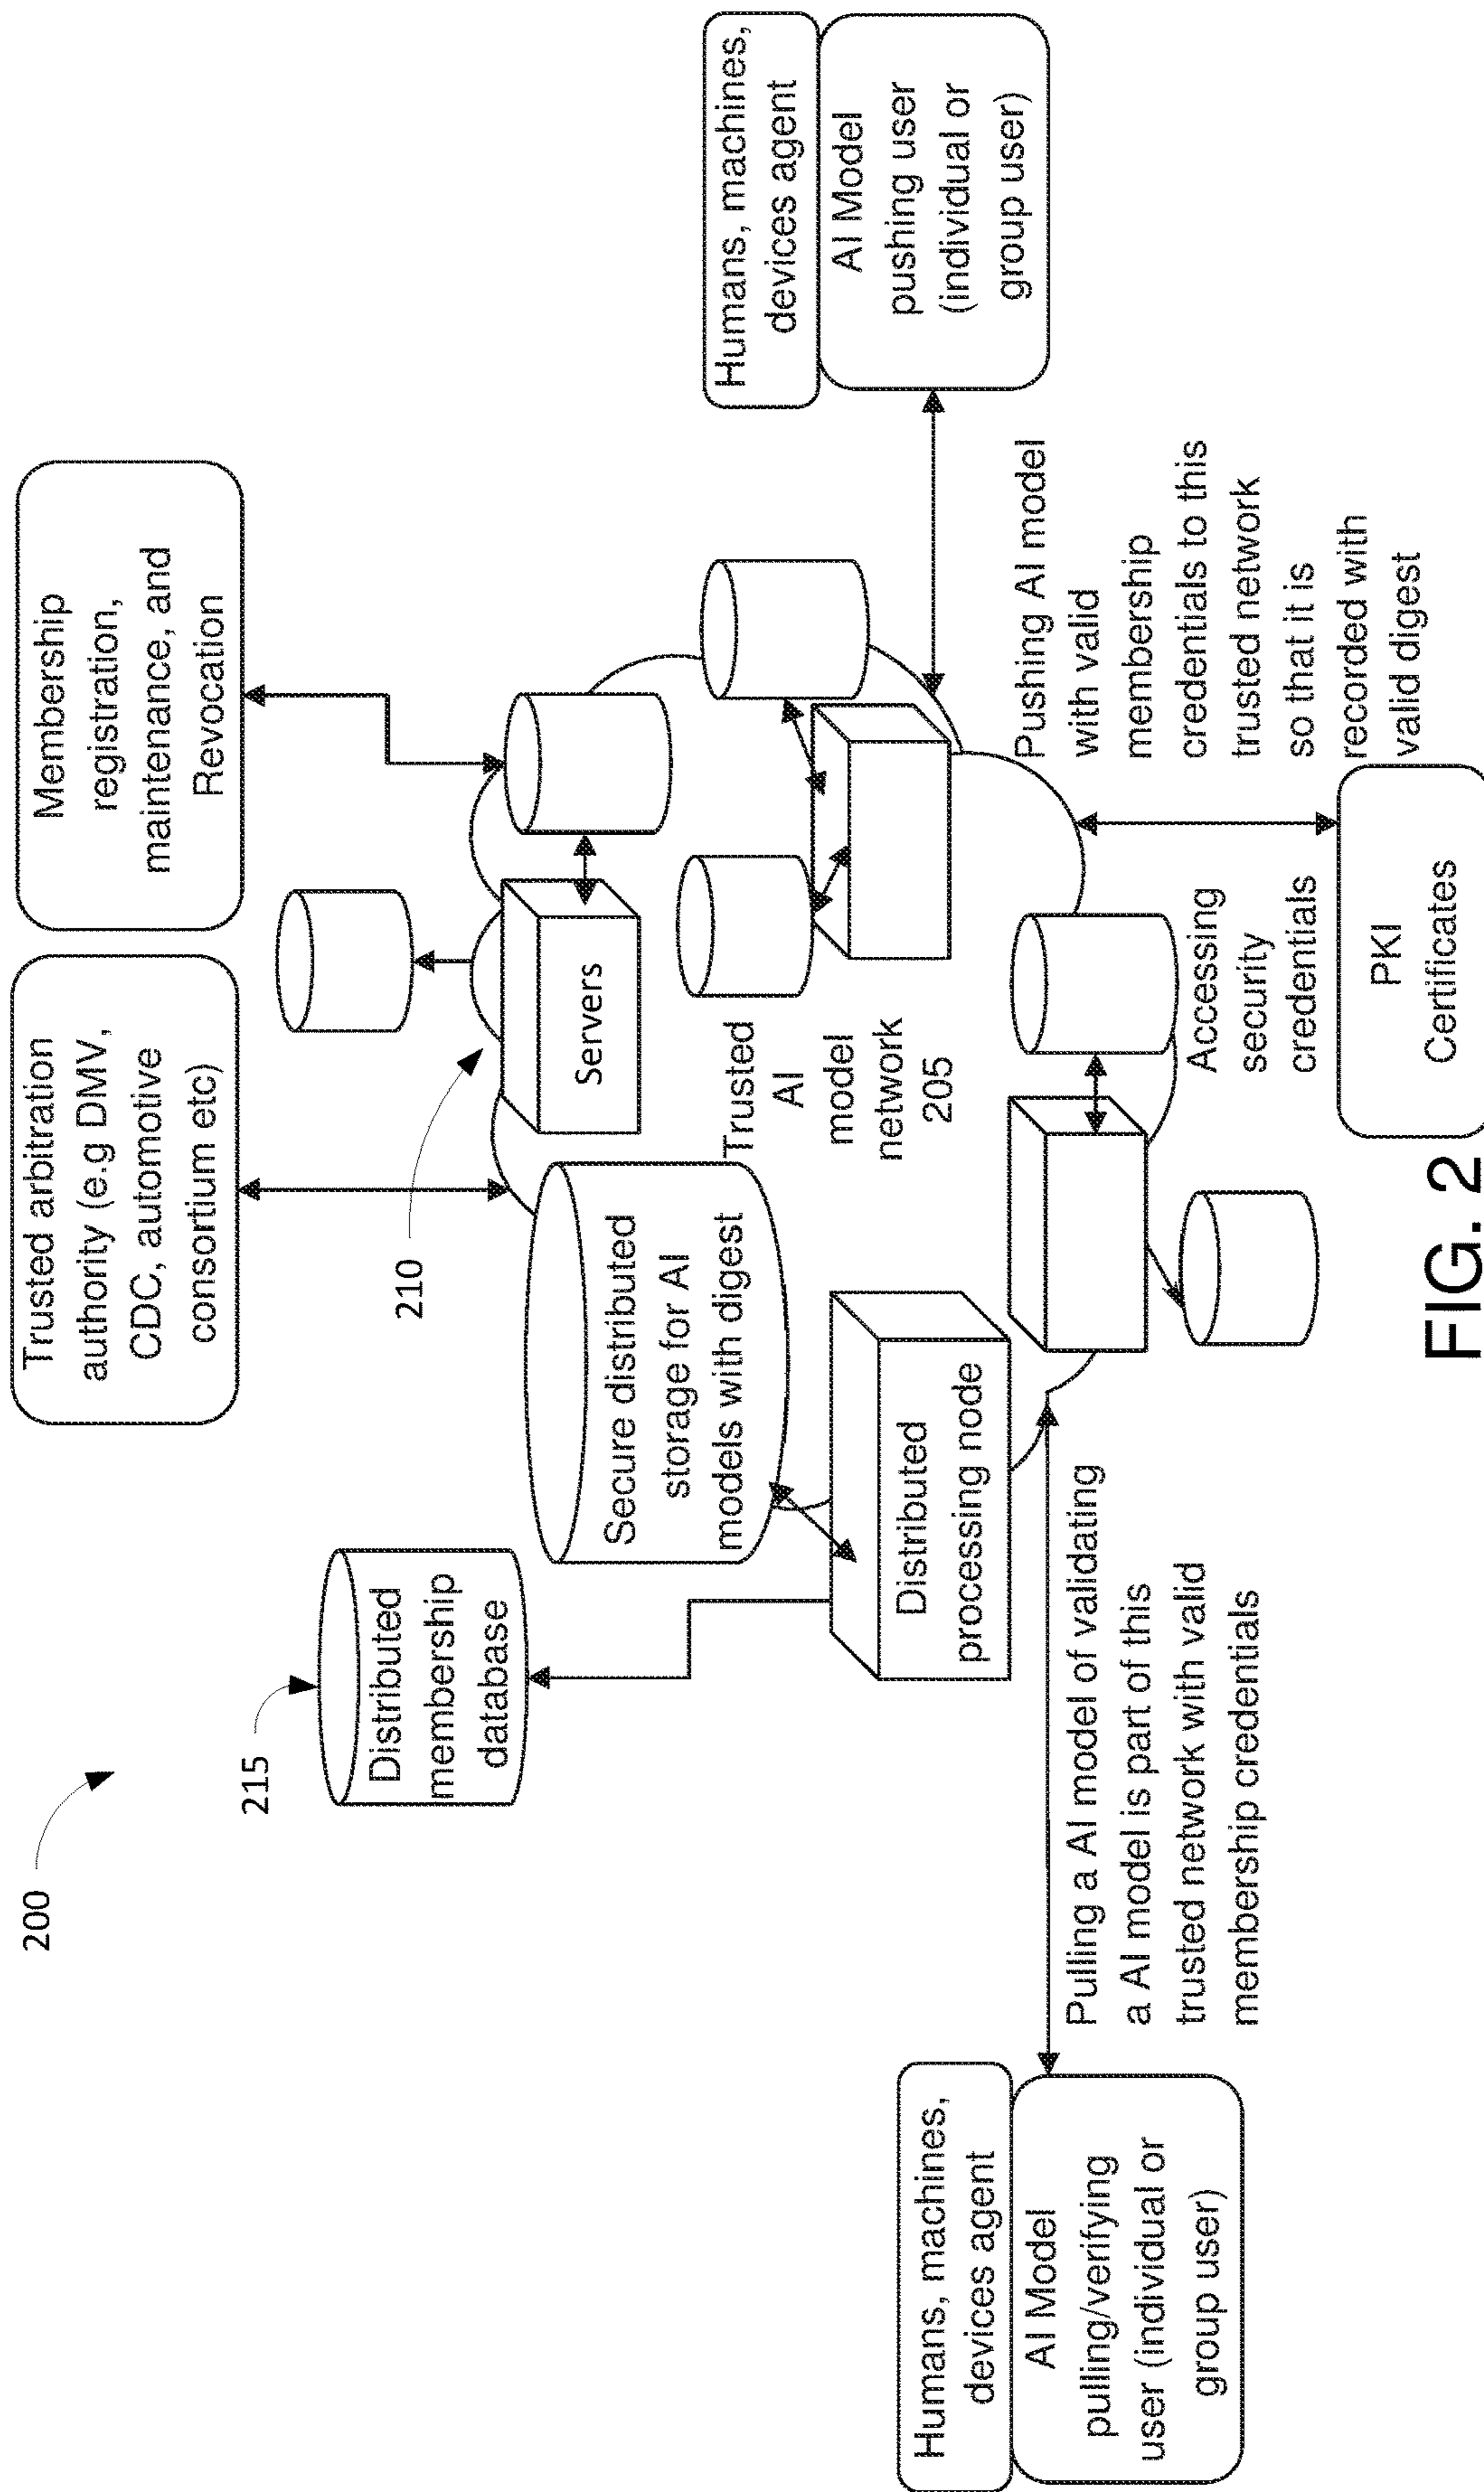 200
215
Distributed
membership
database
Trusted arbitration
authority (e.g DMV,
CDC, automotive
consortium etc)
Membership
registration,
maintenance, and
Revocation
210
Servers
Secure distributed
storage for AI
models with digest
Trusted
AI
model
network
205
Distributed
processing node
Humans, machines,
devices agent
AI Model
pulling/verifying
user (individual or
group user)
Pulling a AI model of validating
a AI model is part of this
trusted network with valid
membership credentials
Humans, machines,
devices agent
AI Model
pushing user
(individual or
group user)
Pushing AI model
with valid
membership
credentials to this
trusted network
so that it is
recorded with
valid digest
Accessing
security
credentials
PKI
Certificates
FIG. 2